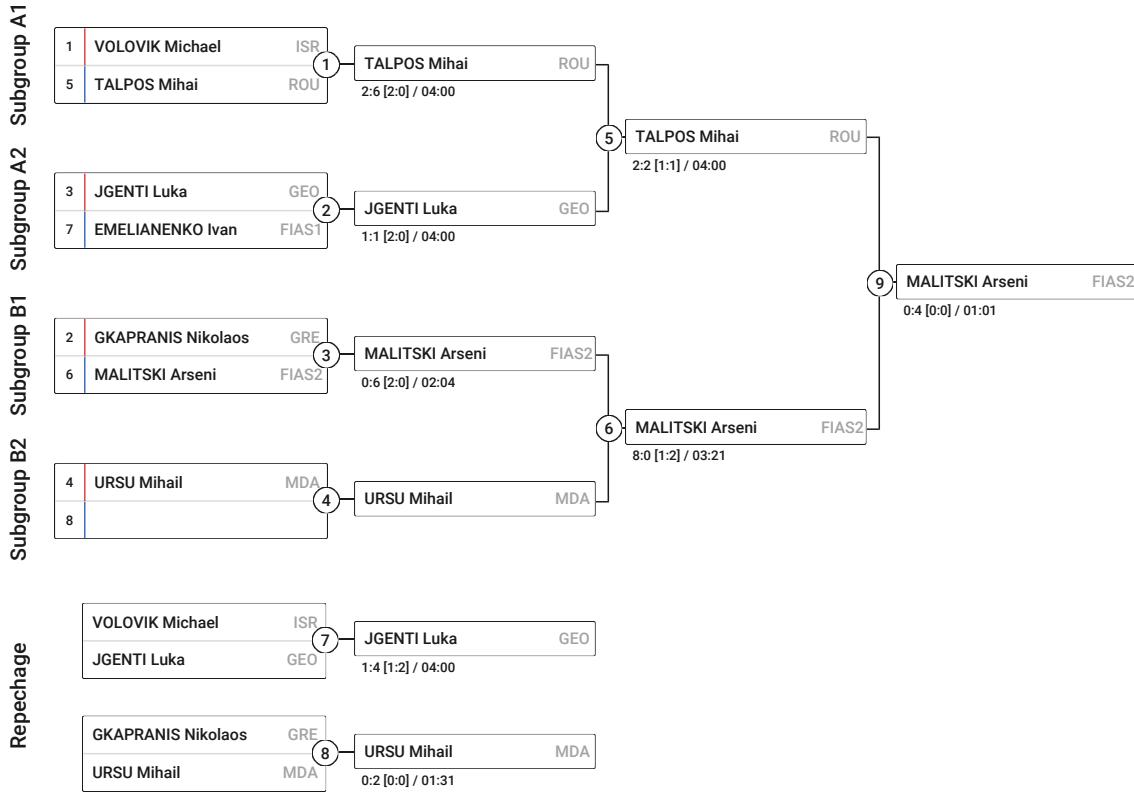 Subgroup A1
1 VOLOVIK Michael ISR
5 TALPOS Mihai ROU
1
TALPOS Mihai ROU
2:6 [2:0] / 04:00
Subgroup A2
3 JGENTI Luka GEO
7 EMELIANENKO Ivan FIAS1
2
JGENTI Luka GEO
1:1 [2:0] / 04:00
5
TALPOS Mihai ROU
2:2 [1:1] / 04:00
Subgroup B1
2 GKAPRANIS Nikolaos GRE
6 MALITSKI Arseni FIAS2
3
MALITSKI Arseni FIAS2
0:6 [2:0] / 02:04
Subgroup B2
4 URSU Mihail MDA
8
4
URSU Mihail MDA
6
MALITSKI Arseni FIAS2
8:0 [1:2] / 03:21
9
MALITSKI Arseni FIAS2
0:4 [0:0] / 01:01
Repechage
VOLOVIK Michael ISR
JGENTI Luka GEO
7
JGENTI Luka GEO
1:4 [1:2] / 04:00
GKAPRANIS Nikolaos GRE
URSU Mihail MDA
8
URSU Mihail MDA
0:2 [0:0] / 01:31